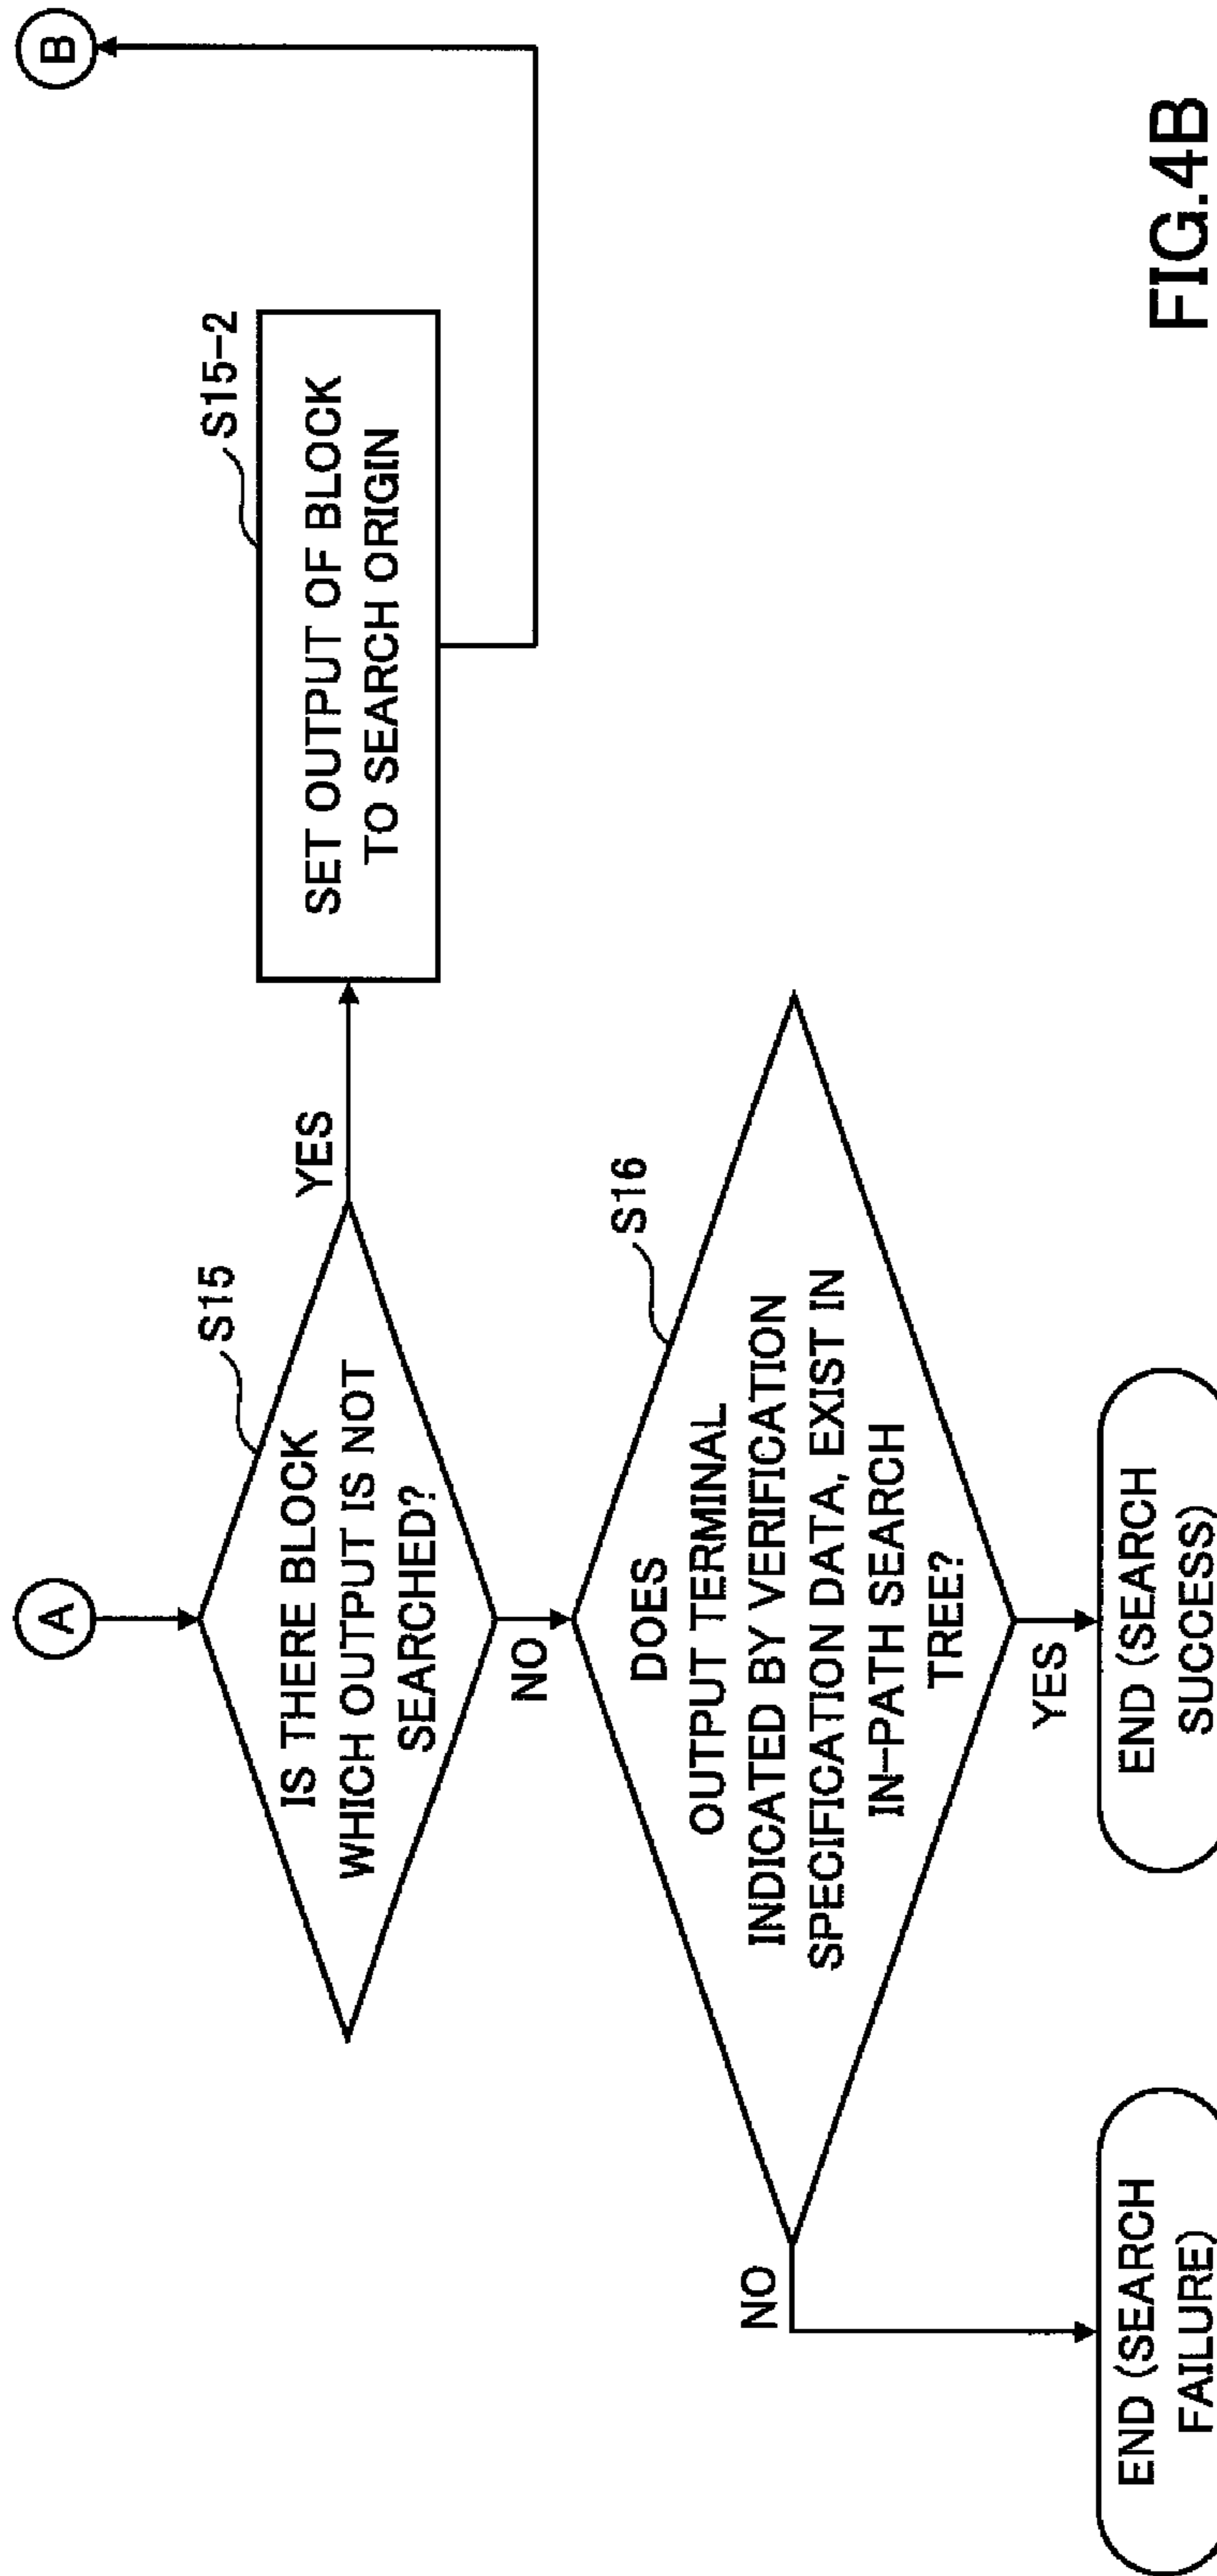 A
B
S15
IS THERE BLOCK
WHICH OUTPUT IS NOT
SEARCHED?
YES
S15-2
SET OUTPUT OF BLOCK
TO SEARCH ORIGIN
NO
S16
DOES
OUTPUT TERMINAL
INDICATED BY VERIFICATION
SPECIFICATION DATA, EXIST IN
IN-PATH SEARCH
TREE?
NO
YES
END (SEARCH
FAILURE)
END (SEARCH
SUCCESS)
FIG.4B